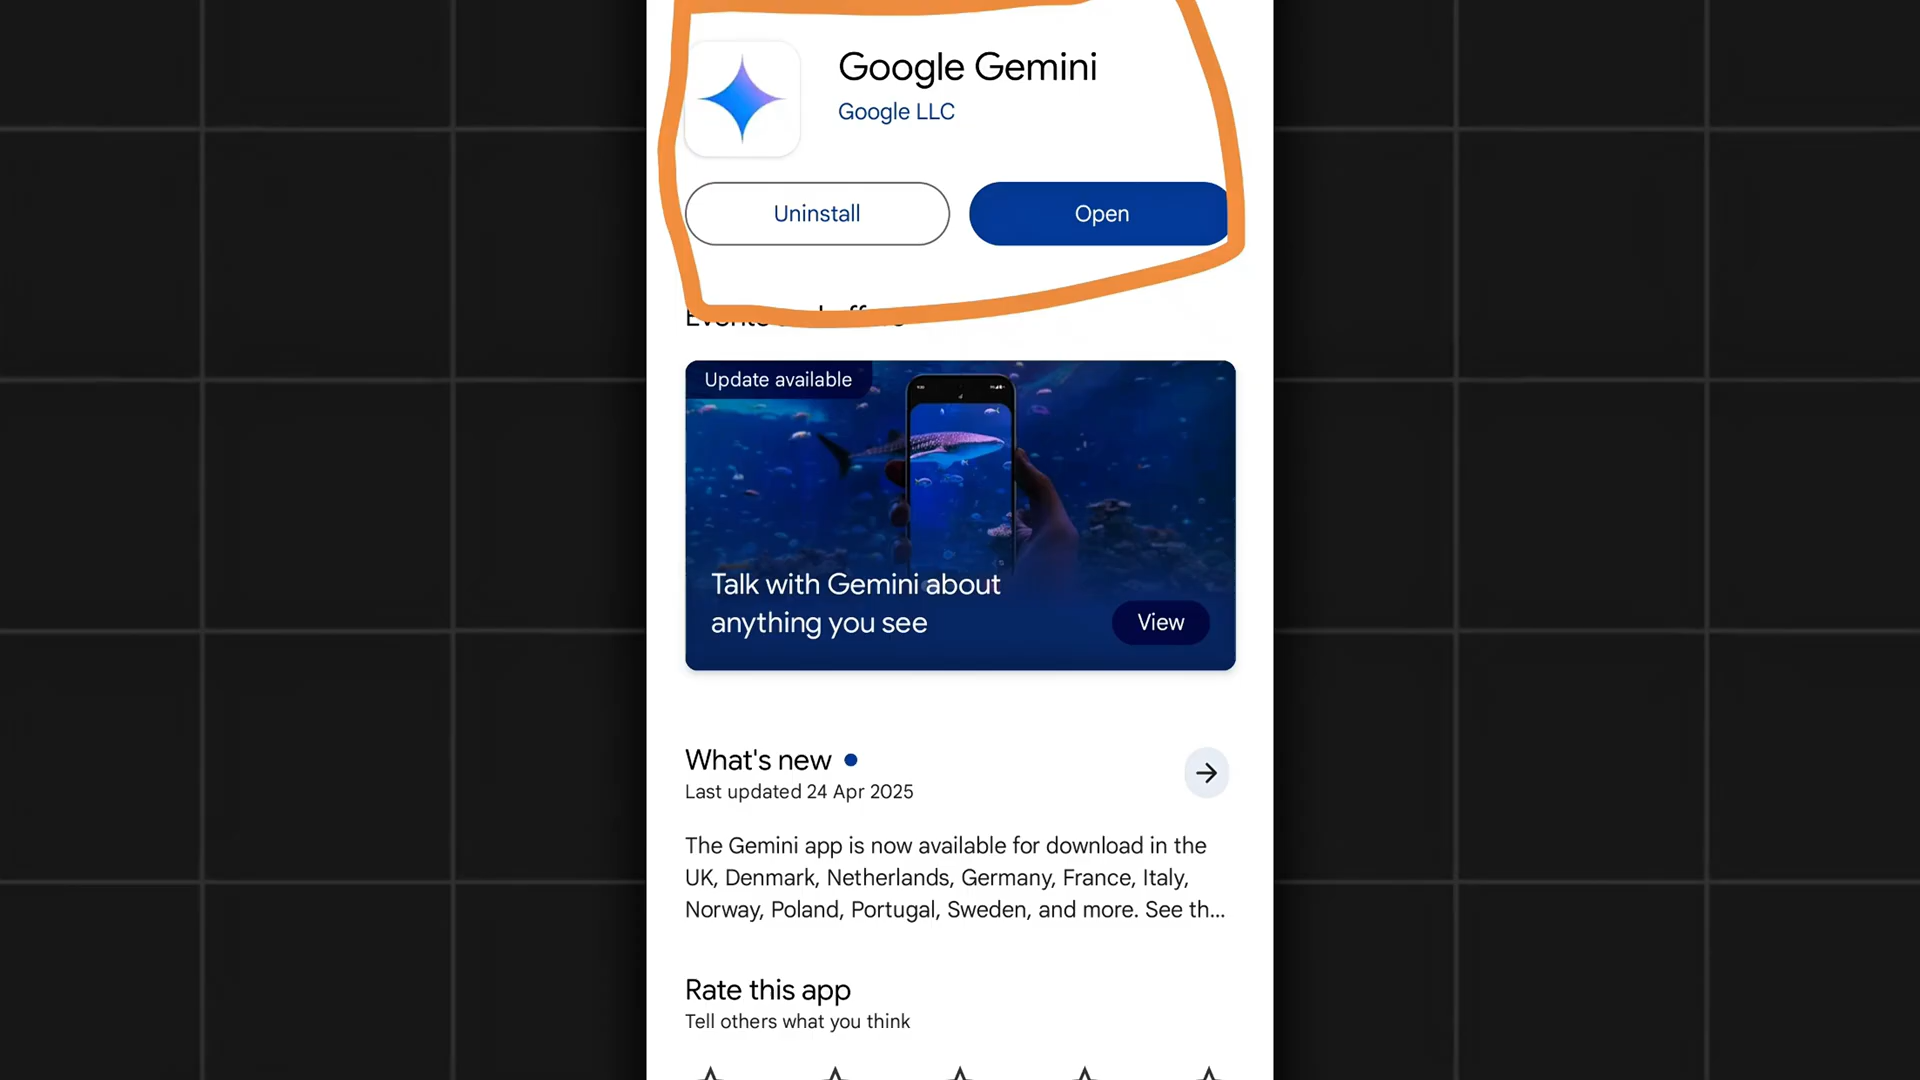 Google Gemini
Google LLC
Uninstall
Open
Update available
Talk with Gemini about
anything you see
View
What's new
Last updated 24 Apr 2025
The Gemini app is now available for download in the
UK, Denmark, Netherlands, Germany, France, Italy,
Norway, Poland, Portugal, Sweden, and more. See th...
Rate this app
Tell others what you think